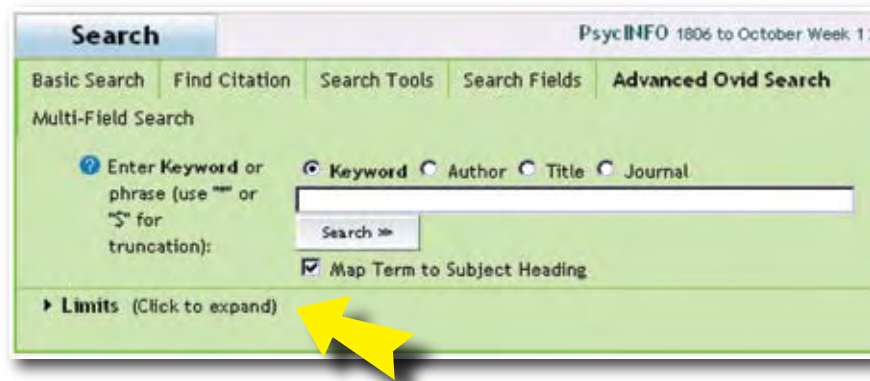 Search
PsycINFO 1806 to October Week 1
Basic Search Find Citation Search Tools Search Fields Advanced Ovid Search
Multi-Field Search
Enter Keyword or
phrase (use "*" or
"$" for
truncation):
Keyword Author Title Journal
Search >>
Map Term to Subject Heading
Limits (Click to expand)